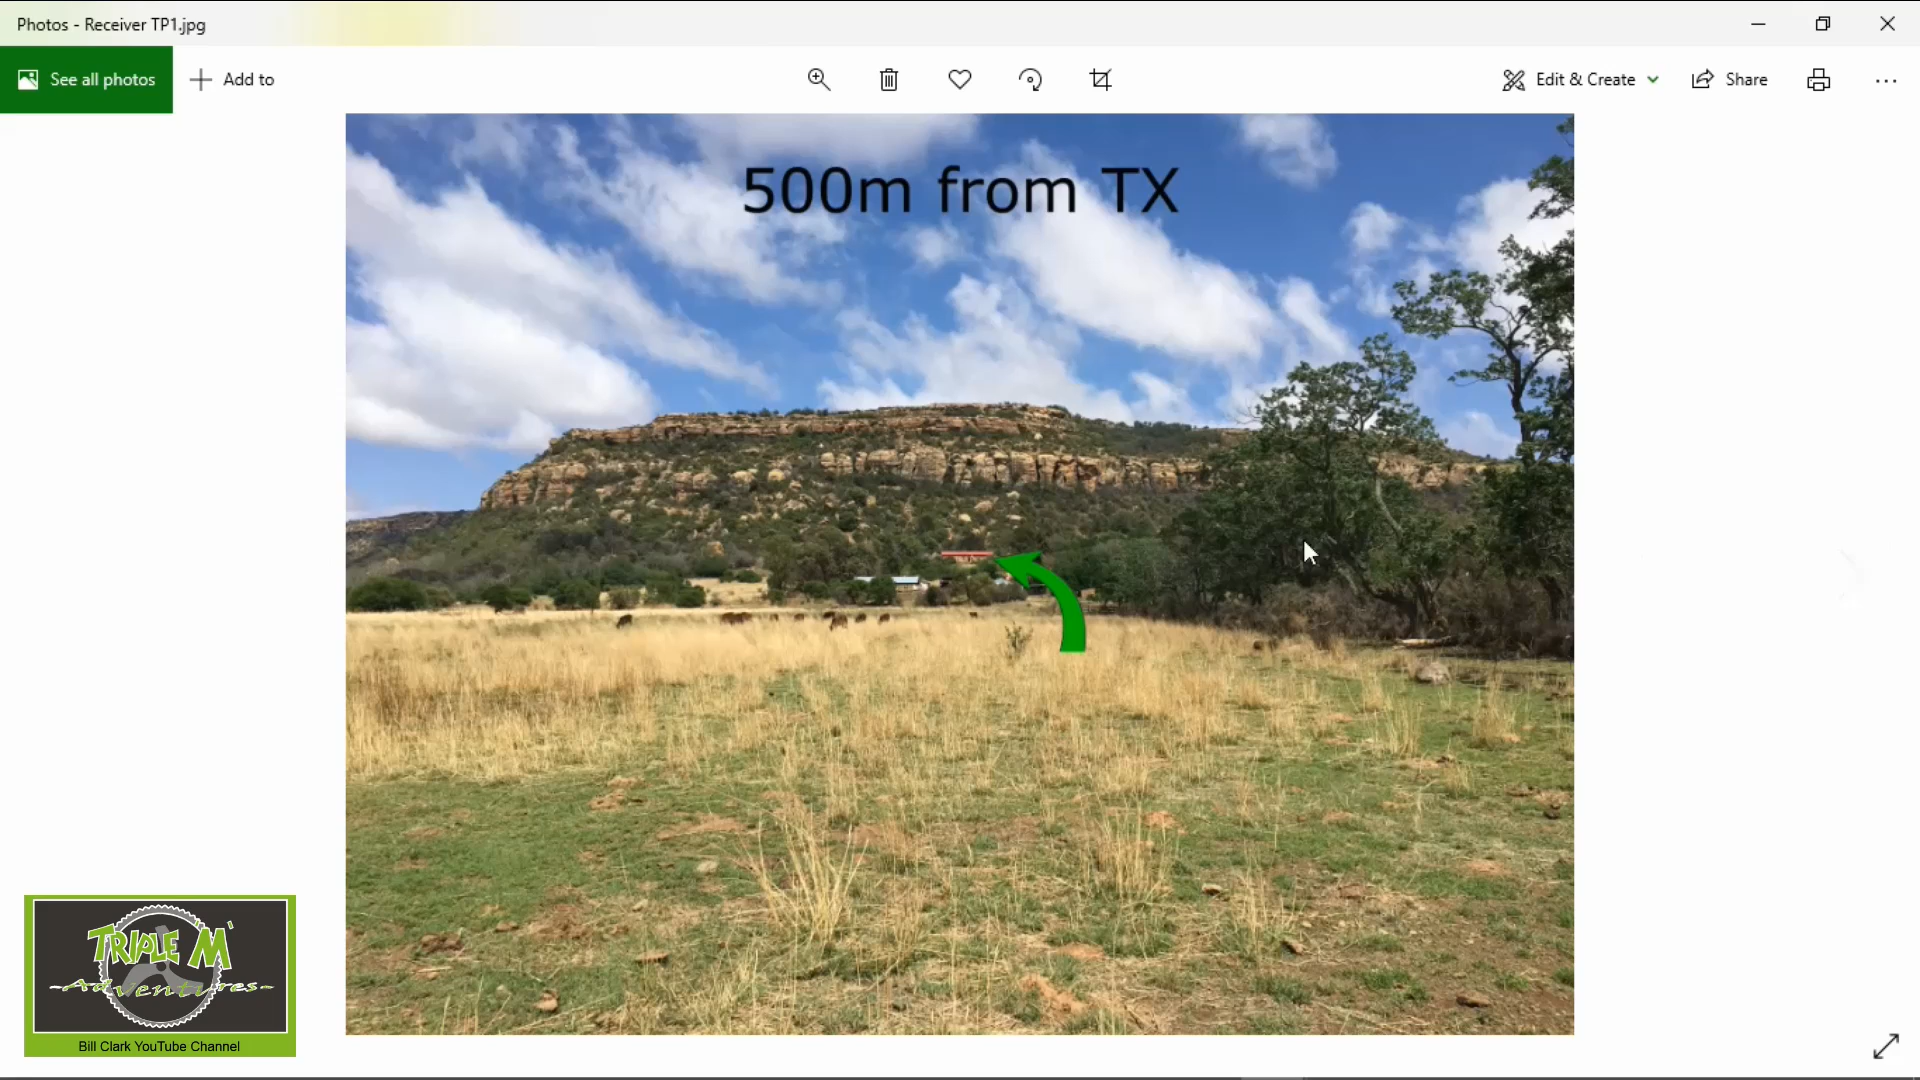 Photos - Receiver TP1.jpg
See all photos
Add to
Edit & Create
Share
500m from TX
TRIPLE M
-Adventures-
Bill Clark YouTube Channel